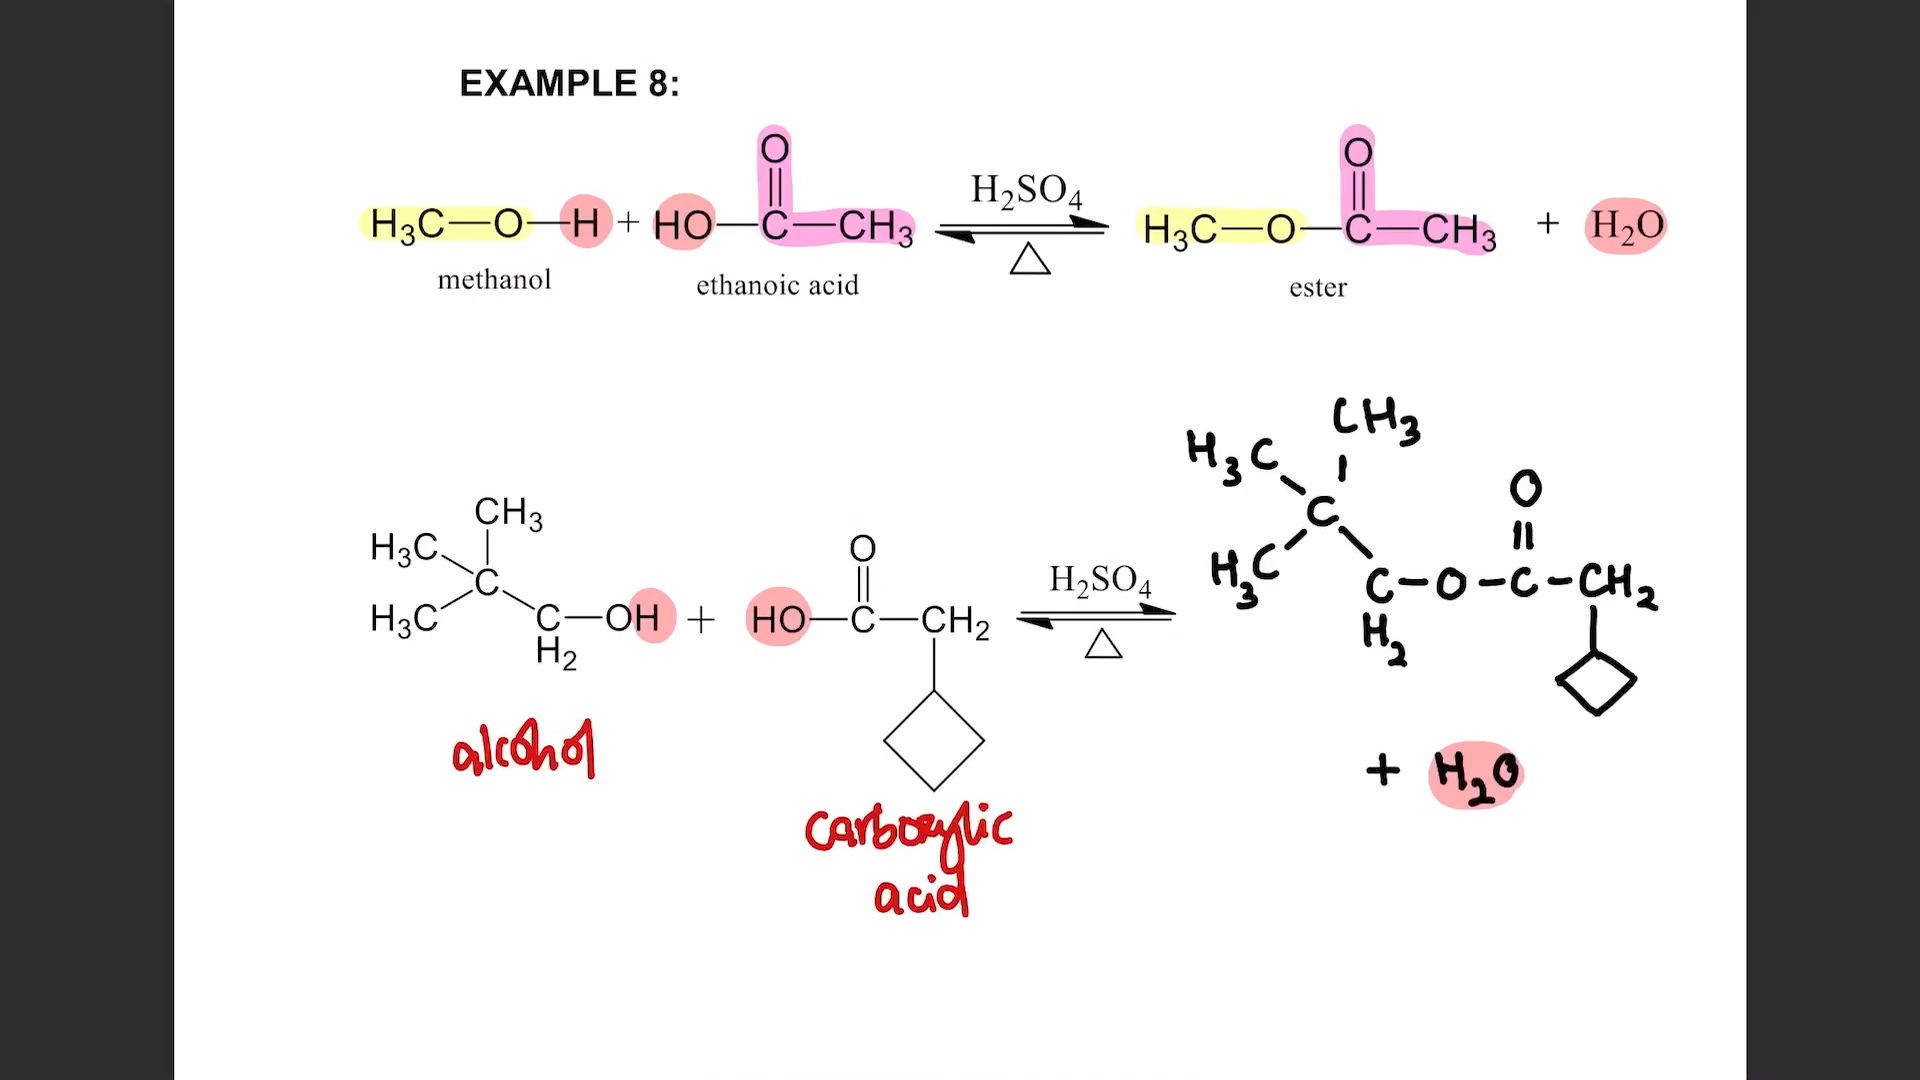 EXAMPLE 8:
O
H₃C—O—H + HO—C—CH₃ H₂SO₄ △ H₃C—O—C—CH₃ + H₂O
O
methanol
ethanoic acid
ester
CH₃
H₃C
C
H₃C
C—OH
H₂
+
O
HO—C—CH₂
H₂SO₄
△
CH₃
H₃C
C
H₃C
O
C-O-C-CH₂
H₂
+ H₂O
alcohol
carboxylic
acid